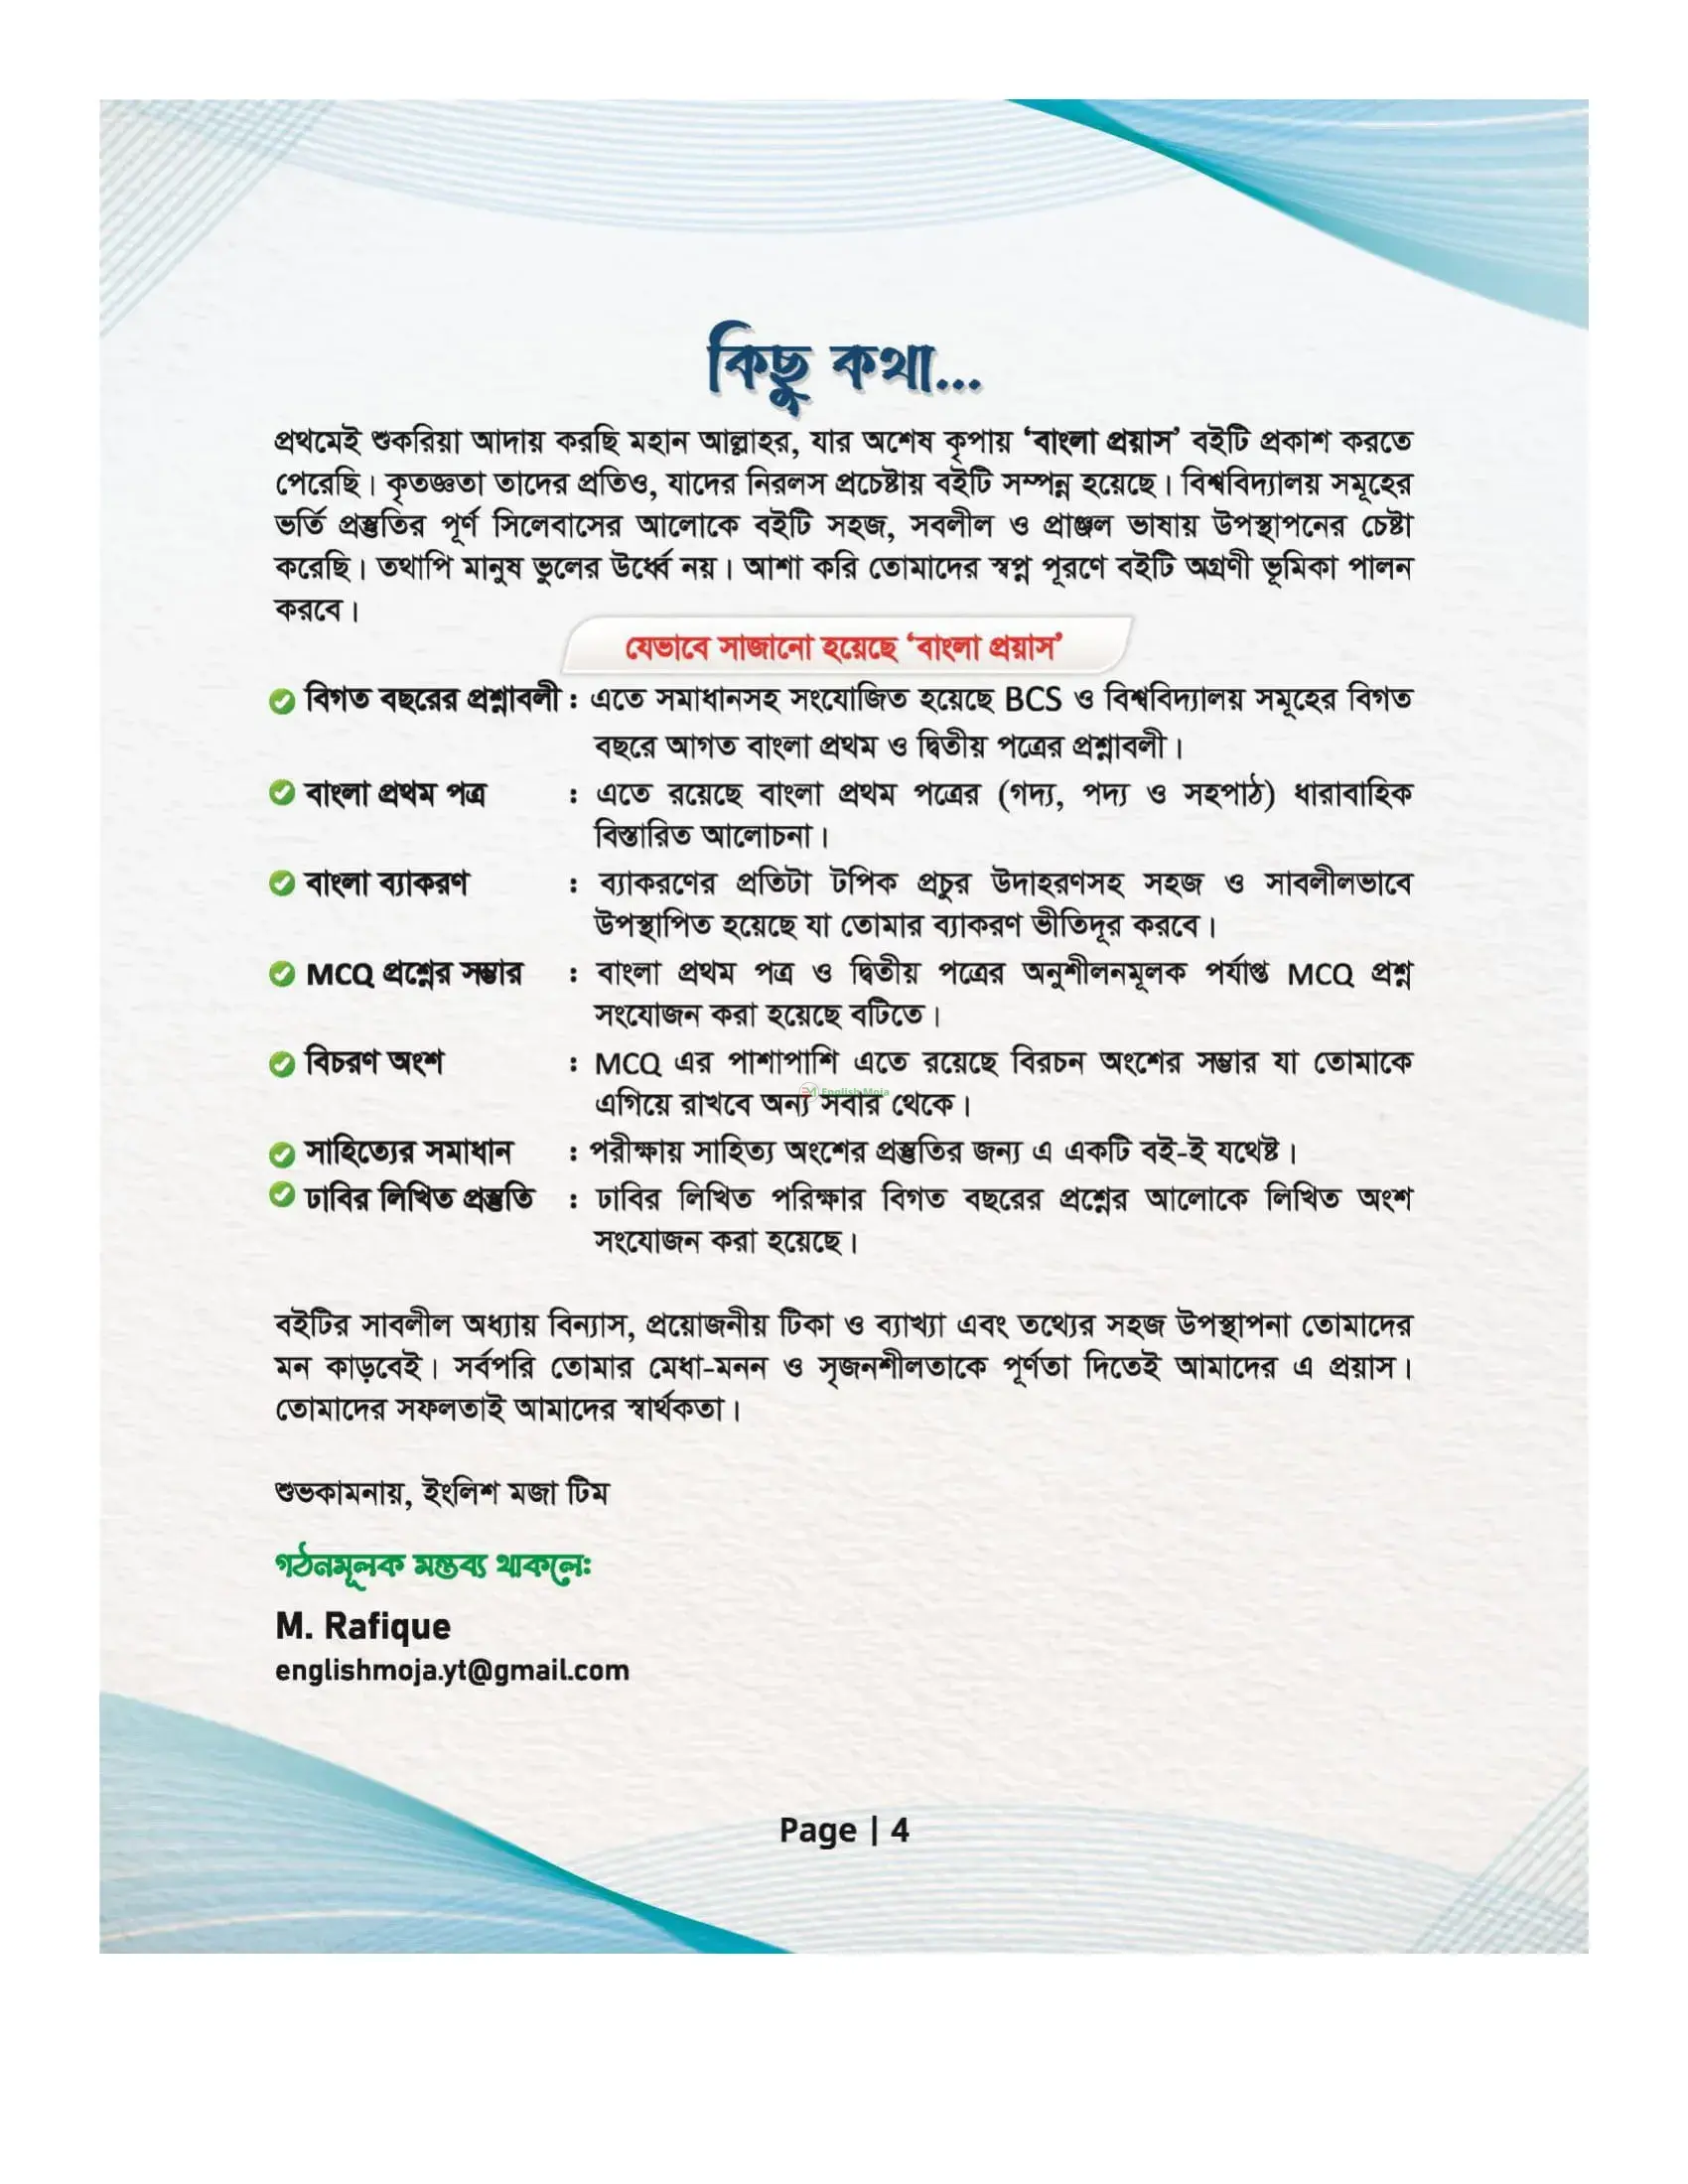 কিছু কথা...
প্রথমেই শুকরিয়া আদায় করছি মহান আল্লাহর, যার অশেষ কৃপায় ‘বাংলা প্রয়াস’ বইটি প্রকাশ করতে
পেরেছি। কৃতজ্ঞতা তাদের প্রতিও, যাদের নিরলস প্রচেষ্টায় বইটি সম্পন্ন হয়েছে। বিশ্ববিদ্যালয় সমূহের
ভর্তি প্রস্তুতির পূর্ণ সিলেবাসের আলোকে বইটি সহজ, সবলীল ও প্রাঞ্জল ভাষায় উপস্থাপনের চেষ্টা
করেছি। তথাপি মানুষ ভুলের উর্ধ্বে নয়। আশা করি তোমাদের স্বপ্ন পূরণে বইটি অগ্রণী ভূমিকা পালন
করবে।
যেভাবে সাজানো হয়েছে ‘বাংলা প্রয়াস’
বিগত বছরের প্রশ্নাবলী : এতে সমাধানসহ সংযোজিত হয়েছে BCS ও বিশ্ববিদ্যালয় সমূহের বিগত
বছরে আগত বাংলা প্রথম ও দ্বিতীয় পত্রের প্রশ্নাবলী।
বাংলা প্রথম পত্র : এতে রয়েছে বাংলা প্রথম পত্রের (গদ্য, পদ্য ও সহপাঠ) ধারাবাহিক
বিস্তারিত আলোচনা।
বাংলা ব্যাকরণ : ব্যাকরণের প্রতিটা টপিক প্রচুর উদাহরণসহ সহজ ও সাবলীলভাবে
উপস্থাপিত হয়েছে যা তোমার ব্যাকরণ ভীতিদূর করবে।
MCQ প্রশ্নের সম্ভার : বাংলা প্রথম পত্র ও দ্বিতীয় পত্রের অনুশীলনমূলক পর্যাপ্ত MCQ প্রশ্ন
সংযোজন করা হয়েছে বটিতে।
বিচরণ অংশ : MCQ এর পাশাপাশি এতে রয়েছে বিরচন অংশের সম্ভার যা তোমাকে
English Moja
এগিয়ে রাখবে অন্য সবার থেকে।
সাহিত্যের সমাধান : পরীক্ষায় সাহিত্য অংশের প্রস্তুতির জন্য এ একটি বই-ই যথেষ্ট।
ঢাবির লিখিত প্রস্তুতি : ঢাবির লিখিত পরিক্ষার বিগত বছরের প্রশ্নের আলোকে লিখিত অংশ
সংযোজন করা হয়েছে।
বইটির সাবলীল অধ্যায় বিন্যাস, প্রয়োজনীয় টিকা ও ব্যাখ্যা এবং তথ্যের সহজ উপস্থাপনা তোমাদের
মন কাড়বেই। সর্বপরি তোমার মেধা-মনন ও সৃজনশীলতাকে পূর্ণতা দিতেই আমাদের এ প্রয়াস।
তোমাদের সফলতাই আমাদের স্বার্থকতা।
শুভকামনায়, ইংলিশ মজা টিম
গঠনমূলক মন্তব্য থাকলে:
M. Rafique
englishmoja.yt@gmail.com
Page | 4